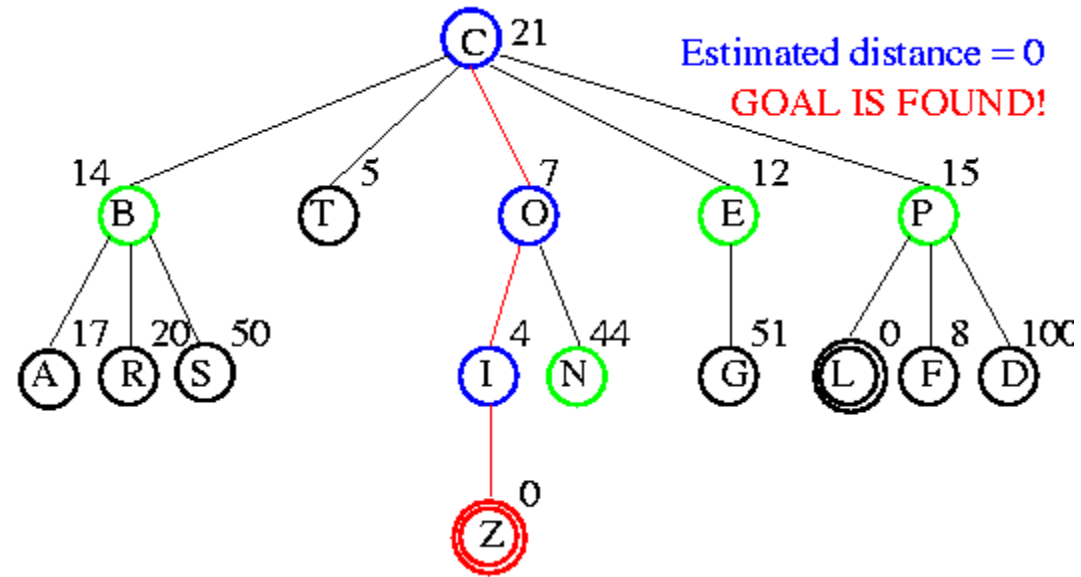 C 21
Estimated distance = 0
GOAL IS FOUND!
14 5 7 12 15
B T O E P
17 20 50 4 44 51 0 8 100
A R S I N G L F D
0
Z